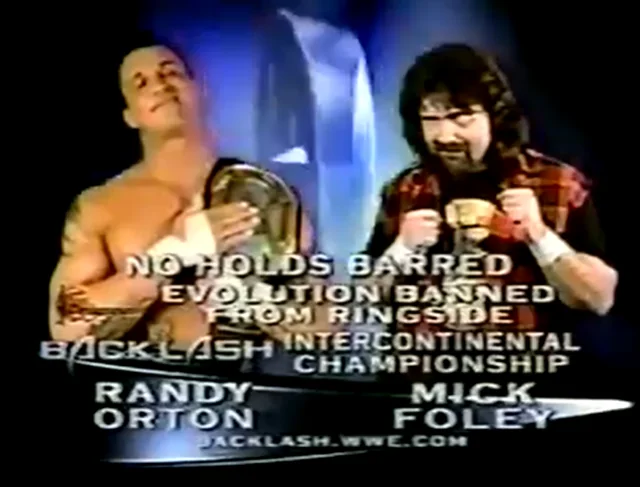 NO HOLDS BARRED
EVOLUTION BANNED
FROM RINGSIDE
BACKLASH INTERCONTINENTAL
CHAMPIONSHIP
RANDY ORTON
MICK FOLEY
BACKLASH.WWE.COM